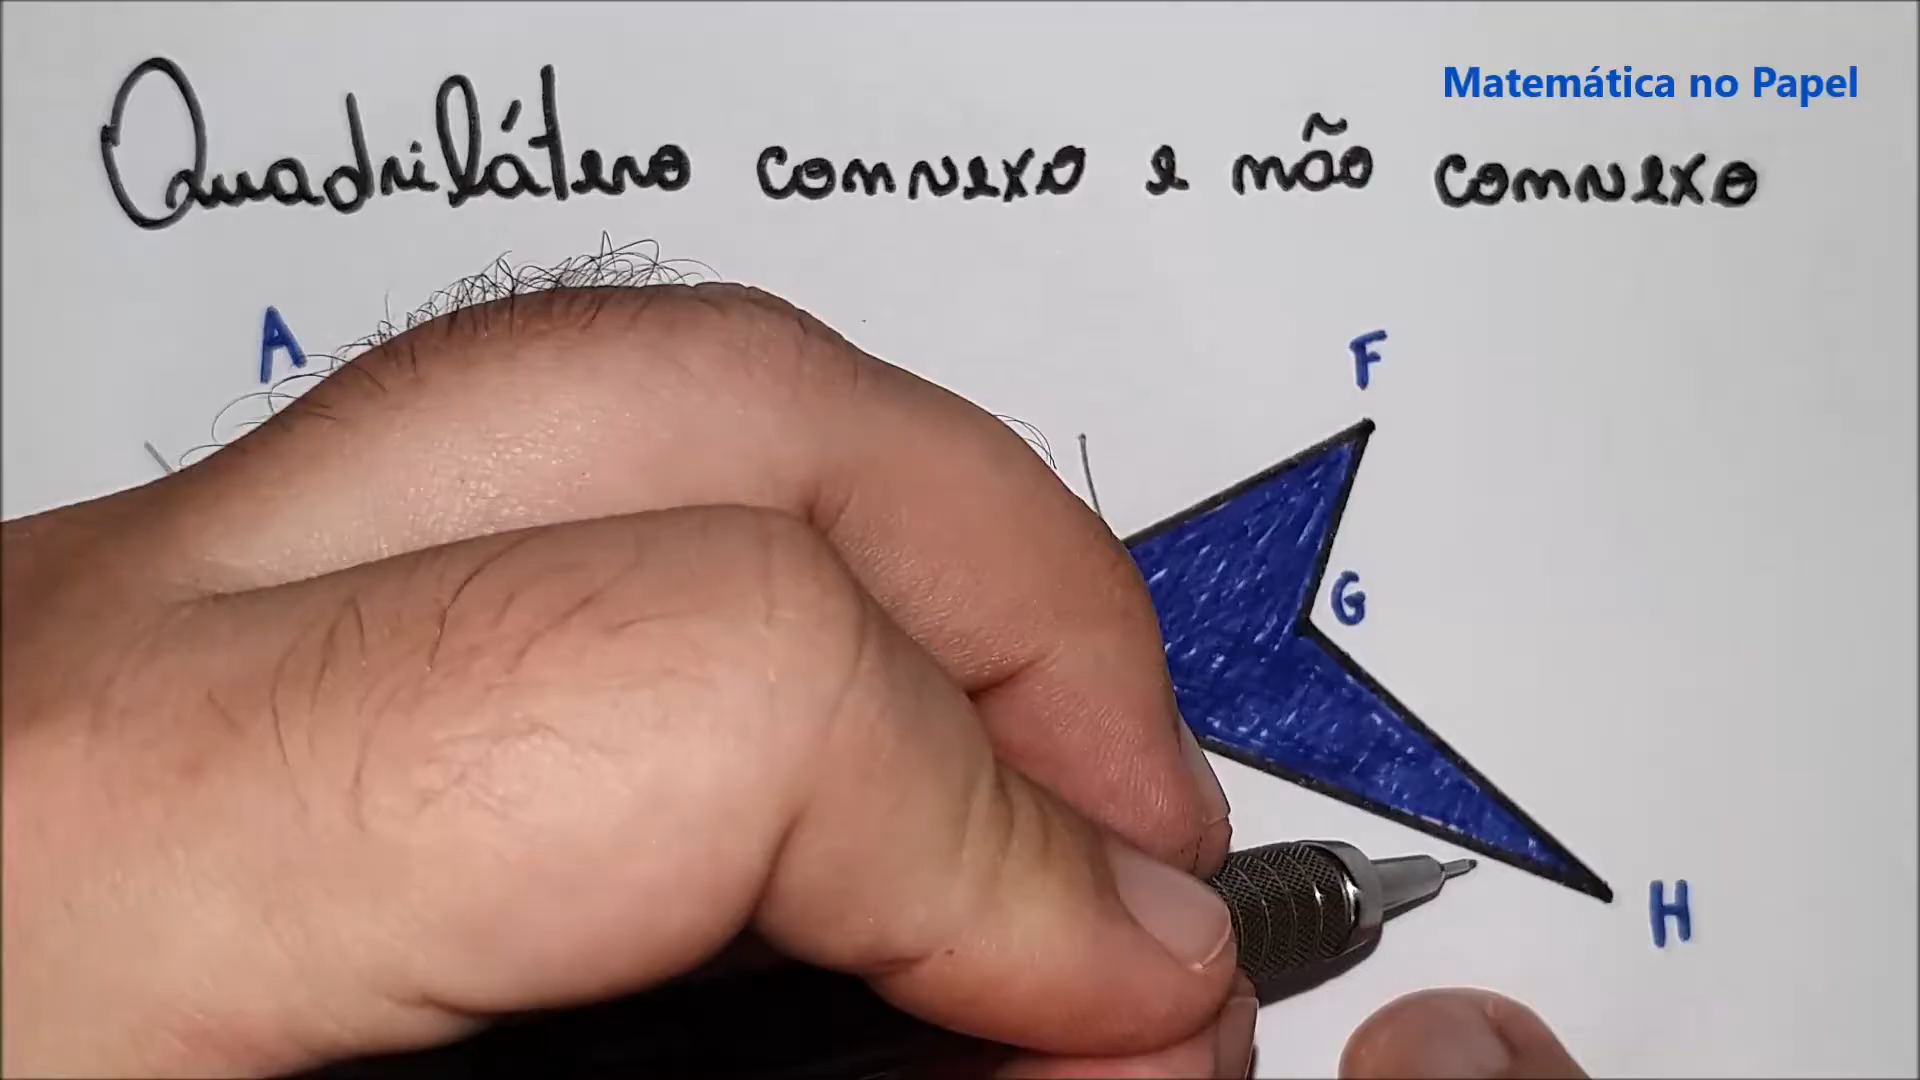 Matemática no Papel
Quadrilátero convexo e não convexo
A
F
G
H